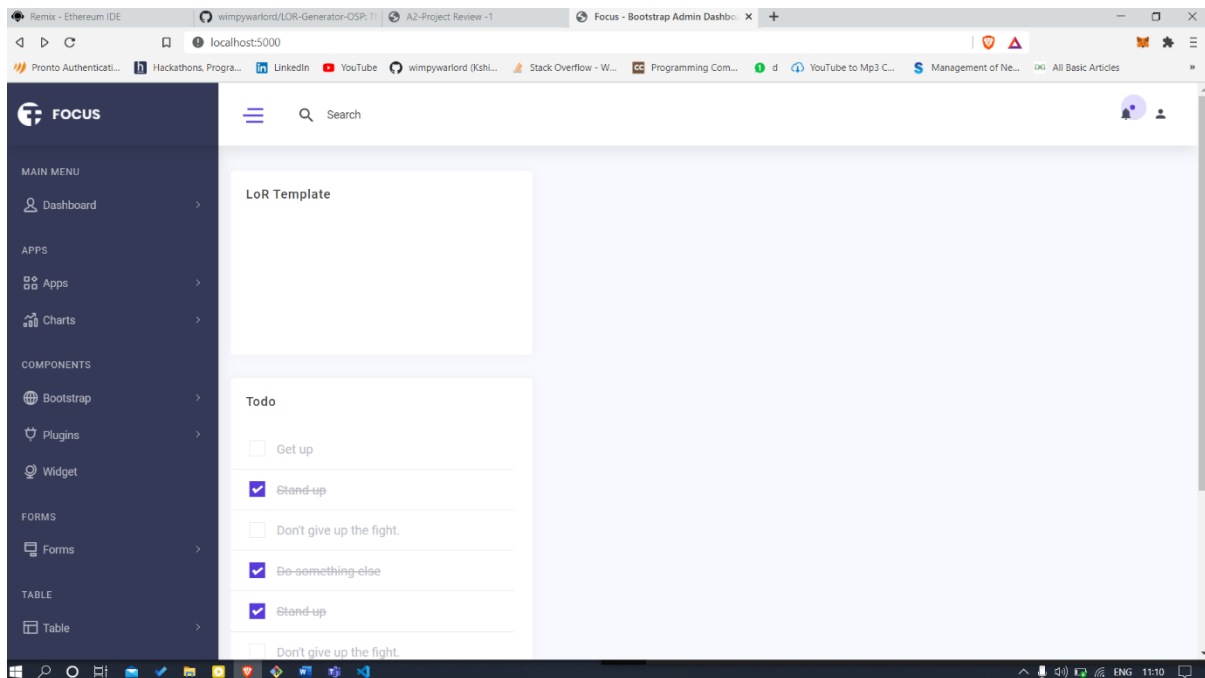 Remix - Ethereum IDE
wimpywarlord/LOR-Generator-OSP: Th
A2-Project Review -1
Focus - Bootstrap Admin Dashbo
localhost:5000
Pronto Authenticati...
Hackathons, Progra...
LinkedIn
YouTube
wimpywarlord (Kshi...
Stack Overflow - W...
Programming Com...
d
YouTube to Mp3 C...
Management of Ne...
All Basic Articles
FOCUS
Search
MAIN MENU
Dashboard
APPS
Apps
Charts
COMPONENTS
Bootstrap
Plugins
Widget
FORMS
Forms
TABLE
Table
LoR Template
Todo
Get up
Stand up
Don't give up the fight.
Do something else
Stand up
Don't give up the fight.
ENG 11:10